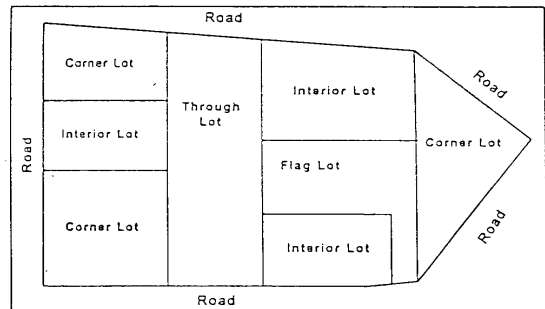 Road
Corner Lot
Interior Lot
Corner Lot
Road
Through
Lot
Interior Lot
Flag Lot
Interior Lot
Corner Lot
Road
Road
Road